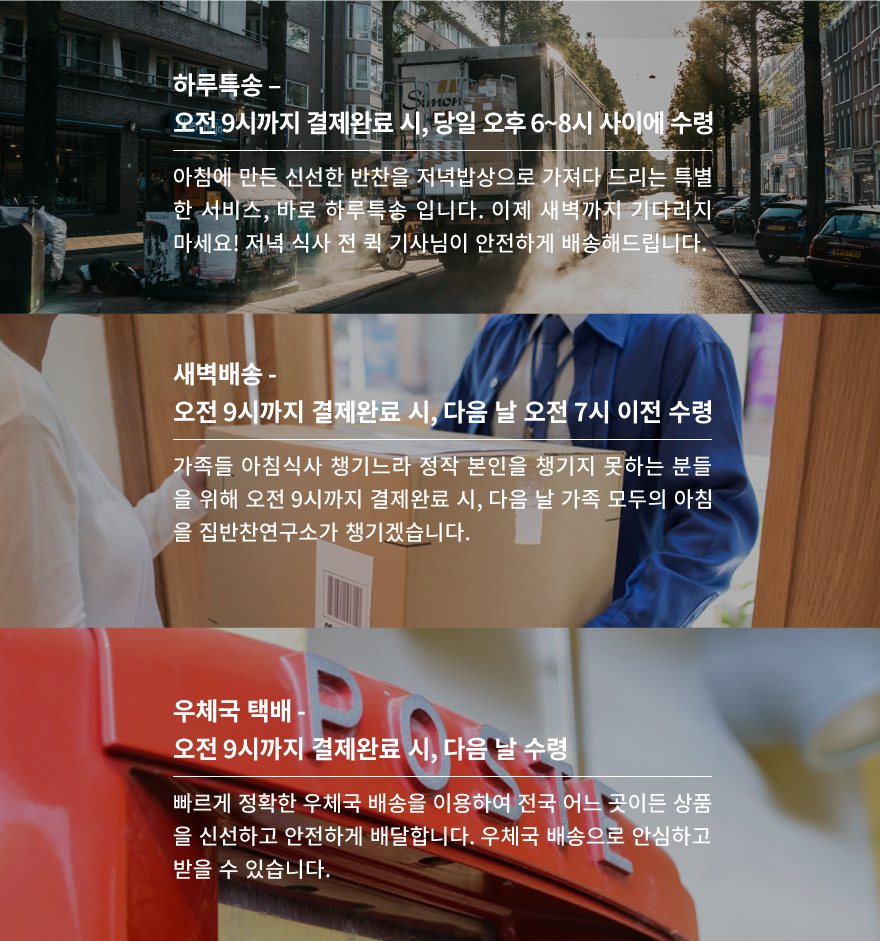 하루특송 –
오전 9시까지 결제완료 시, 당일 오후 6~8시 사이에 수령
아침에 만든 신선한 반찬을 저녁밥상으로 가져다 드리는 특별
한 서비스, 바로 하루특송 입니다. 이제 새벽까지 기다리지
마세요! 저녁 식사 전 퀵 기사님이 안전하게 배송해드립니다.
Simon
새벽배송 -
오전 9시까지 결제완료 시, 다음 날 오전 7시 이전 수령
가족들 아침식사 챙기느라 정작 본인을 챙기지 못하는 분들
을 위해 오전 9시까지 결제완료 시, 다음 날 가족 모두의 아침
을 집반찬연구소가 챙기겠습니다.
우체국 택배 -
오전 9시까지 결제완료 시, 다음 날 수령
빠르게 정확한 우체국 배송을 이용하여 전국 어느 곳이든 상품
을 신선하고 안전하게 배달합니다. 우체국 배송으로 안심하고
받을 수 있습니다.
POSTE